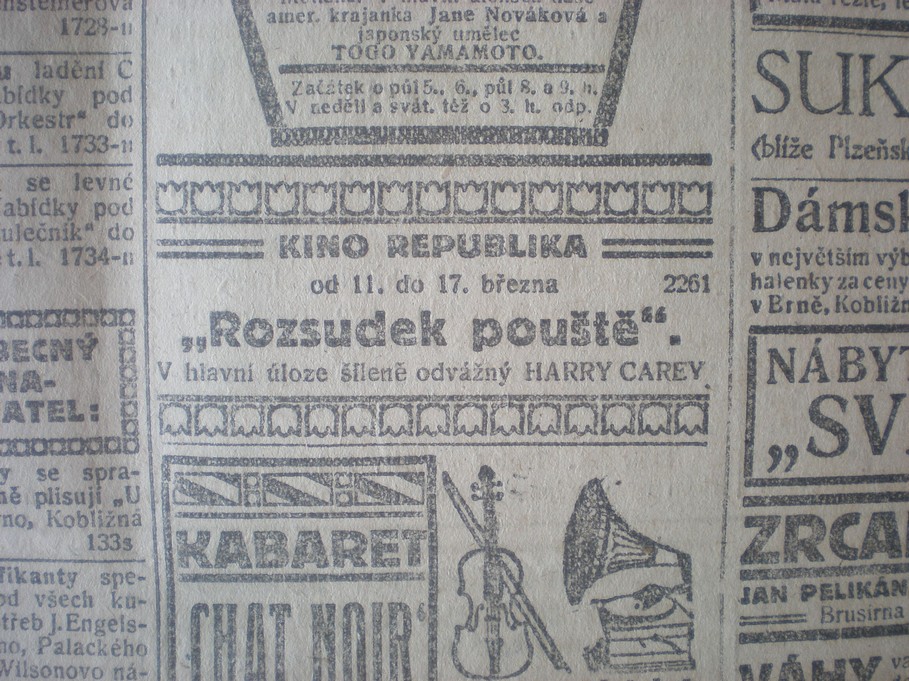 1728-u
u ladění C
abídky pod
Orkestr" do
t. l. 1733-u
se levné
abídky pod
ulečník" do
t. l. 1734-u
BECNÝ
NA-
ATEL:
y se spra-
ně plisují „U
rno, Kobližná
133s
fikanty spe-
od všech ku-
třeb J. Engels-
no, Palackého
Wilsonovo ná-
amer. krajanka Jane Nováková a
japonský umělec
TOGO YAMAMOTO.
Začátek o půl 5., 6., půl 8. a 9. h.
V neděli a svát. též o 3. h. odp.
KINO REPUBLIKA
od 11. do 17. března 2261
„Rozsudek pouště“.
V hlavní úloze šíleně odvážný HARRY CAREY.
KABARET
CHAT NOIR'
SUK
(blíže Plzeňsk
Dámsk
v největším výb
halenky za ceny
v Brně, Kobližn
NÁBYT
„SV
ZRCA
JAN PELIKÁN
Brusírna
VÁHY va